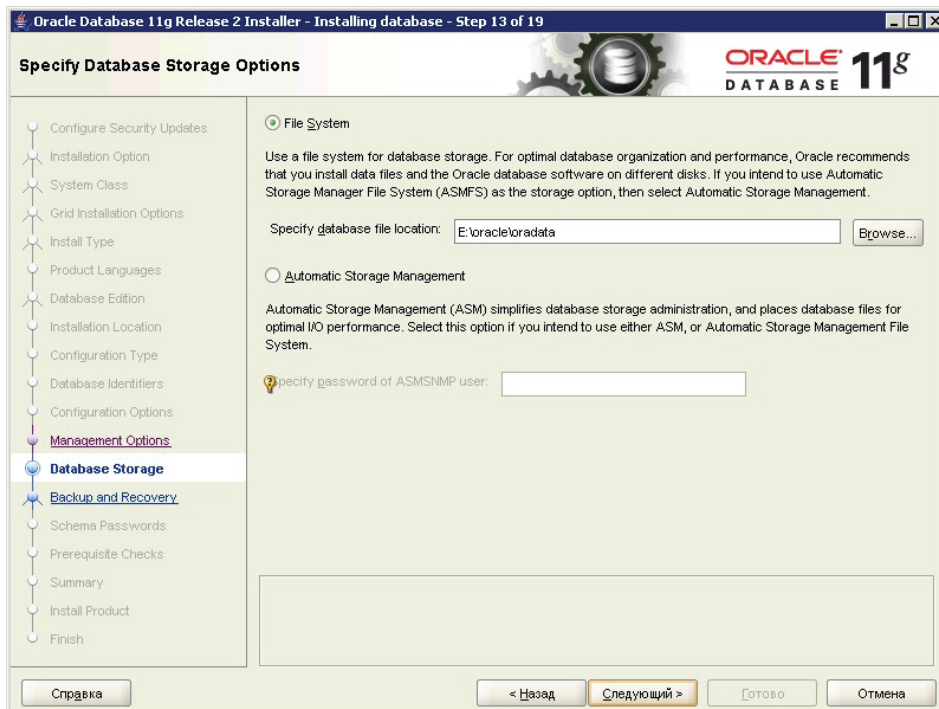 Oracle Database 11g Release 2 Installer - Installing database - Step 13 of 19
Specify Database Storage Options
ORACLE
DATABASE
11g
Configure Security Updates
Installation Option
System Class
Grid Installation Options
Install Type
Product Languages
Database Edition
Installation Location
Configuration Type
Database Identifiers
Configuration Options
Management Options
Database Storage
Backup and Recovery
Schema Passwords
Prerequisite Checks
Summary
Install Product
Finish
File System
Use a file system for database storage. For optimal database organization and performance, Oracle recommends
that you install data files and the Oracle database software on different disks. If you intend to use Automatic
Storage Manager File System (ASMFS) as the storage option, then select Automatic Storage Management.
Specify database file location:
E:\oracle\oradata
Browse...
Automatic Storage Management
Automatic Storage Management (ASM) simplifies database storage administration, and places database files for
optimal I/O performance. Select this option if you intend to use either ASM, or Automatic Storage Management File
System.
Specify password of ASMSNMP user:
Справка
< Назад
Следующий >
Готово
Отмена